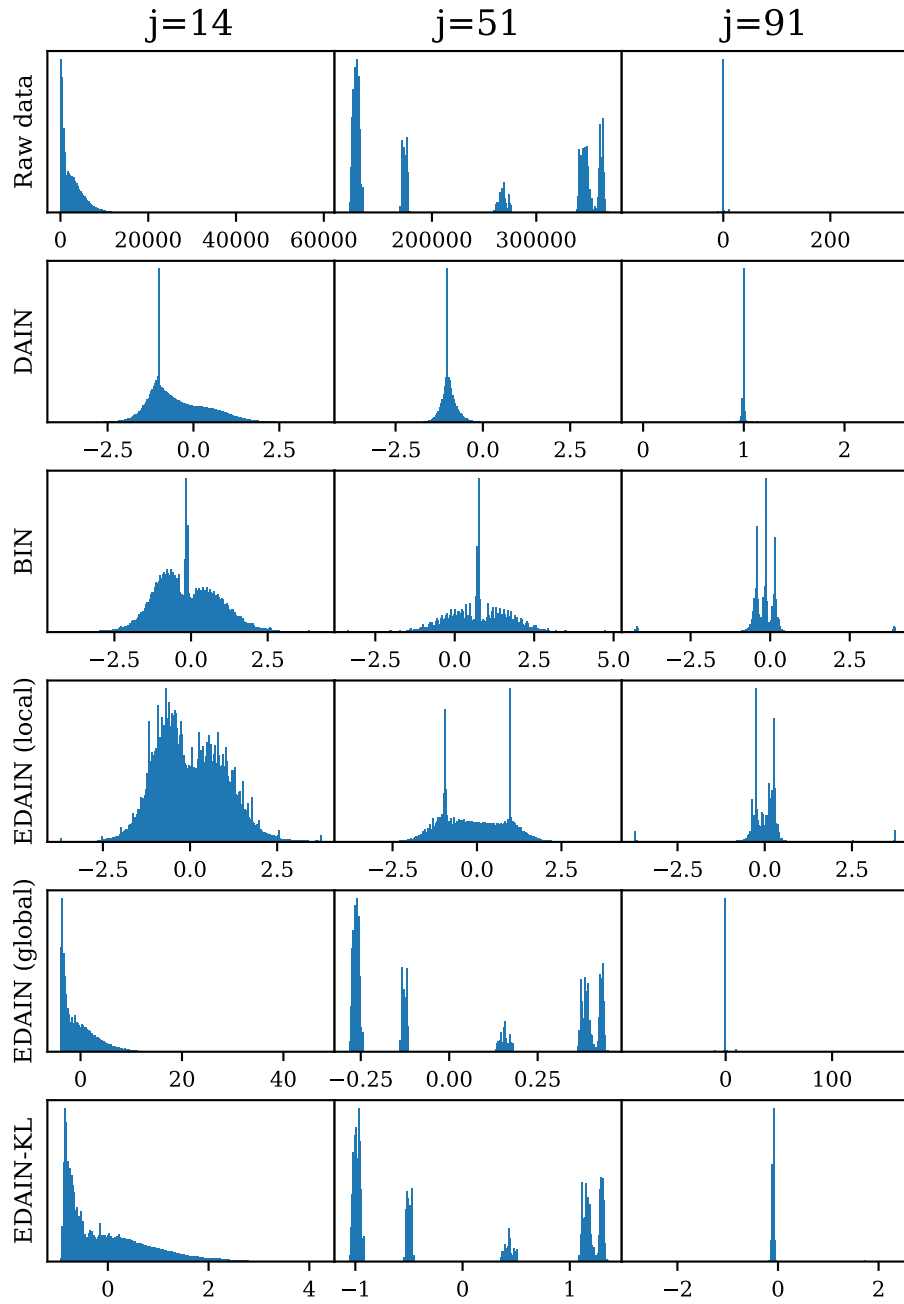 j=14 j=51 j=91
Raw data
0 20000 40000 60000 200000 300000 0 200
DAIN
−2.5 0.0 2.5 −2.5 0.0 2.5 0 1 2
BIN
−2.5 0.0 2.5 −2.5 0.0 2.5 5.0 −2.5 0.0 2.5
EDAIN (local)
−2.5 0.0 2.5 −2.5 0.0 2.5 −2.5 0.0 2.5
EDAIN (global)
0 20 40 −0.25 0.00 0.25 0 100
EDAIN-KL
0 2 4 −1 0 1 −2 0 2